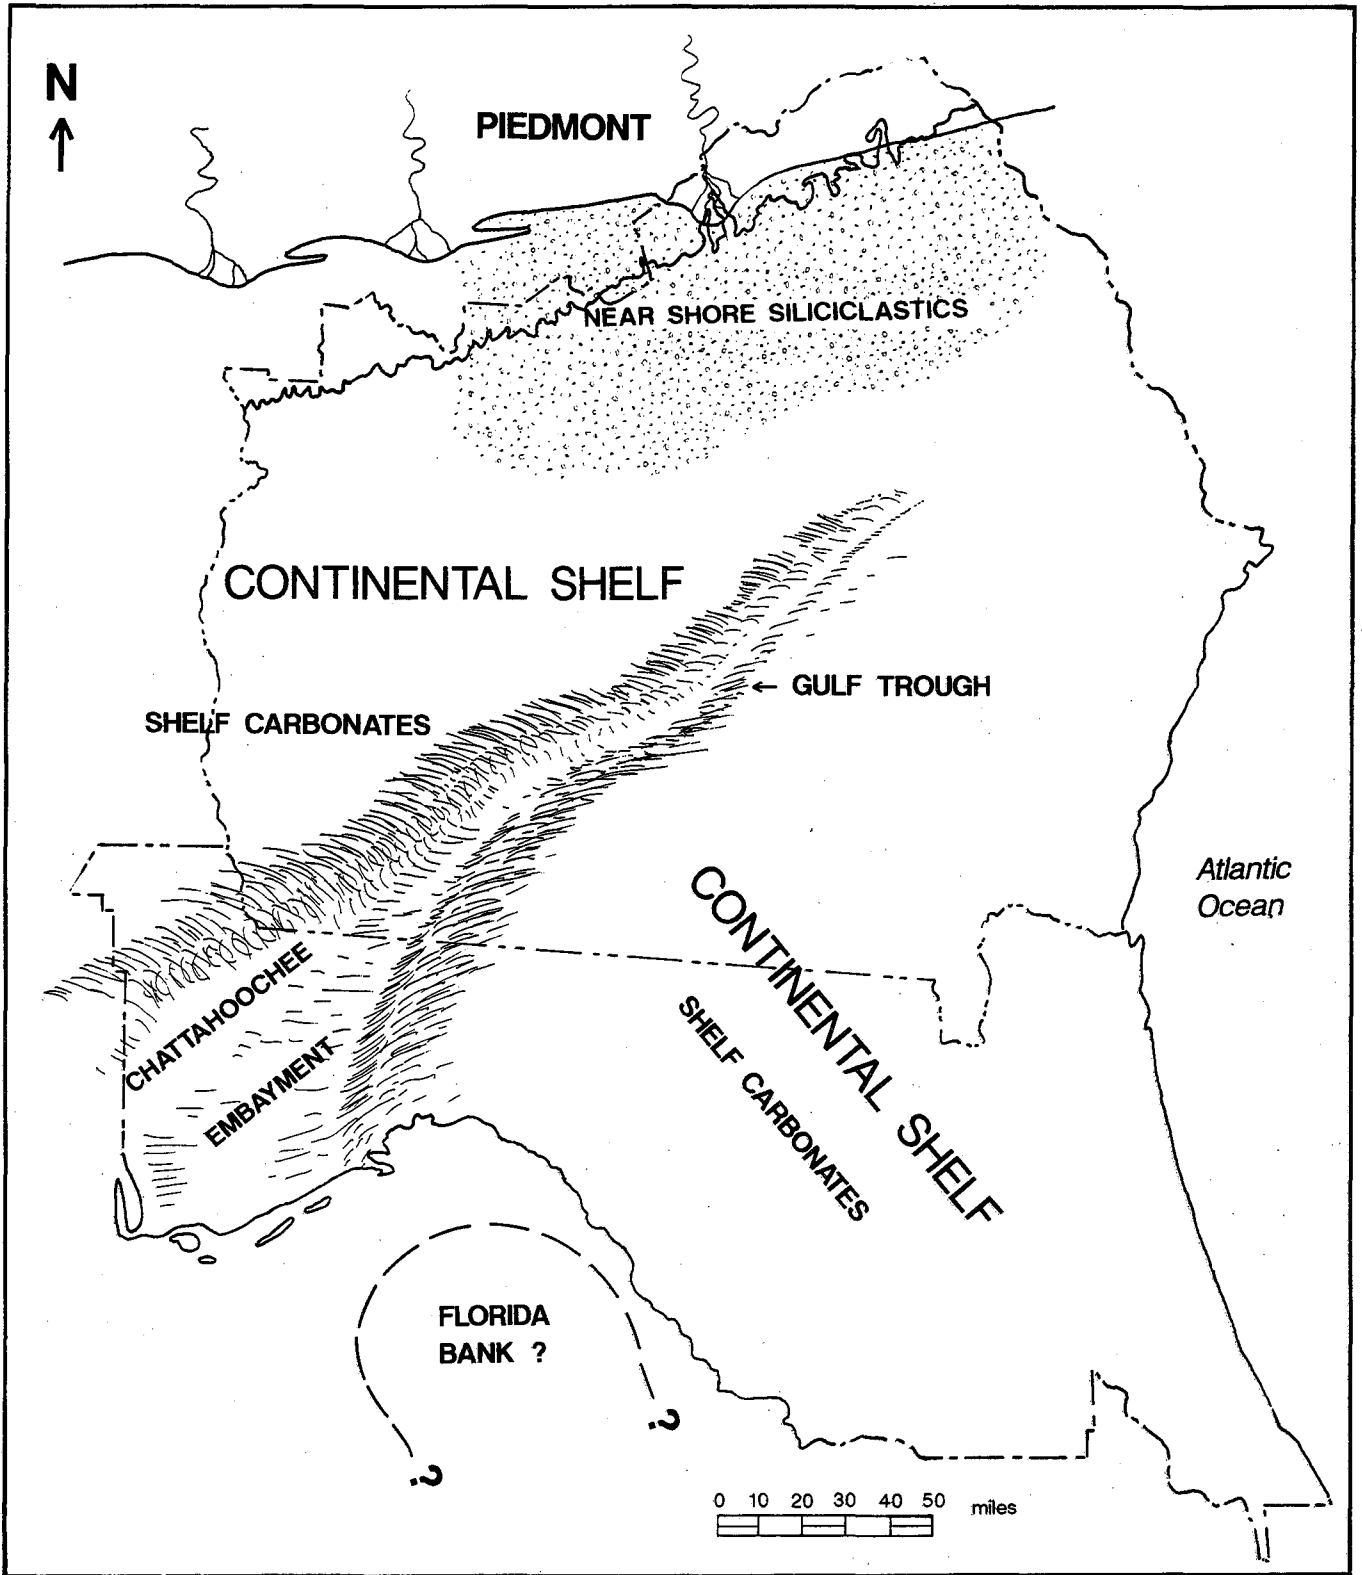 N
PIEDMONT
NEAR SHORE SILICICLASTICS
CONTINENTAL SHELF
GULF TROUGH
SHELF CARBONATES
Atlantic
Ocean
CONTINENTAL SHELF
SHELF CARBONATES
CHATTAHOOCHEE
EMBAYMENT
FLORIDA
BANK ?
?
?
0 10 20 30 40 50 miles